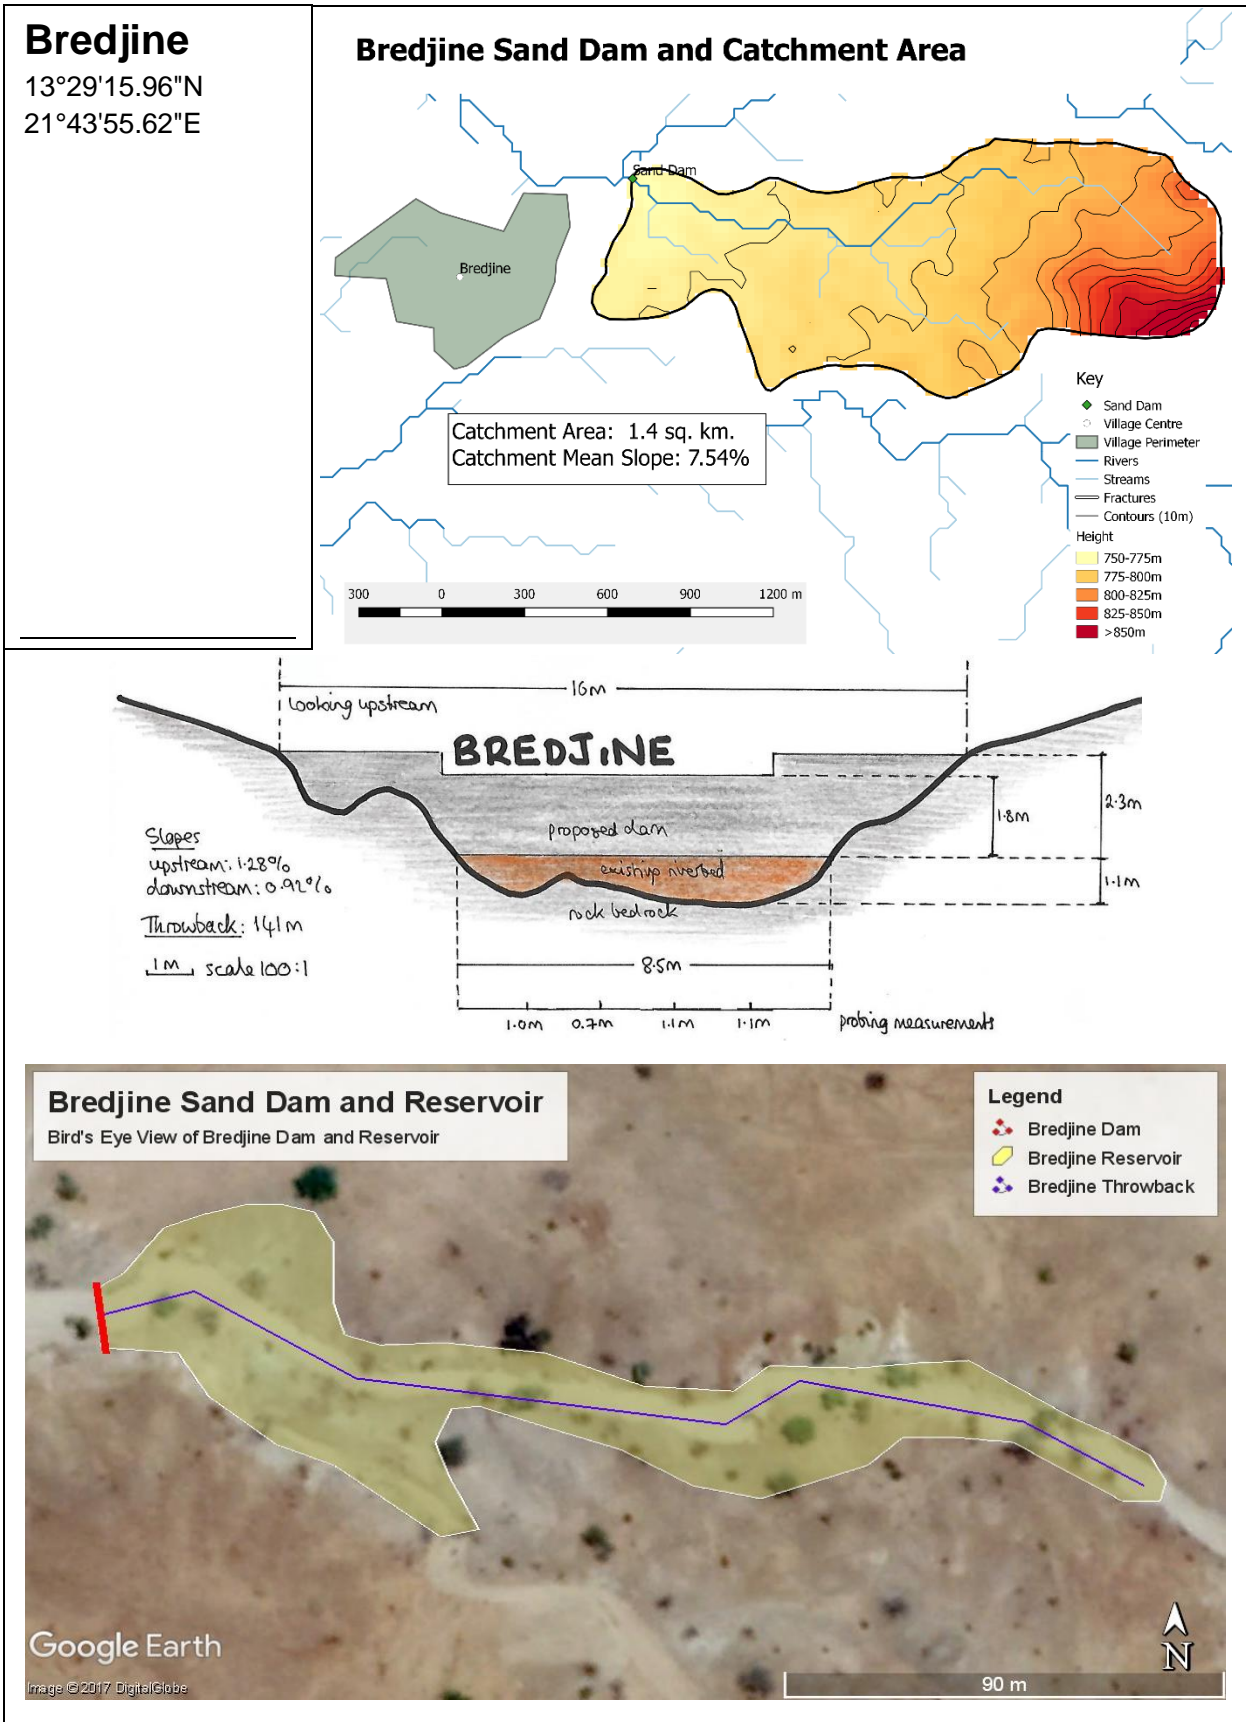 Bredjine
13°29'15.96"N
21°43'55.62"E
Bredjine Sand Dam and Catchment Area
Sand Dam
Bredjine
Catchment Area: 1.4 sq. km.
Catchment Mean Slope: 7.54%
Key
Sand Dam
Village Centre
Village Perimeter
Rivers
Streams
Fractures
Contours (10m)
Height
750-775m
775-800m
800-825m
825-850m
>850m
300 0 300 600 900 1200 m
16m
looking upstream
BREDJINE
2.3m
1.8m
proposed dam
existing riverbed
1.1m
rock bedrock
Slopes
upstream: 1.28%
downstream: 0.92%
Throwback: 141m
1M scale 100:1
8.5m
1.0m 0.7m 1.1m 1.1m
probing measurements
Bredjine Sand Dam and Reservoir
Bird's Eye View of Bredjine Dam and Reservoir
Legend
Bredjine Dam
Bredjine Reservoir
Bredjine Throwback
Google Earth
Image © 2017 DigitalGlobe
N
90 m